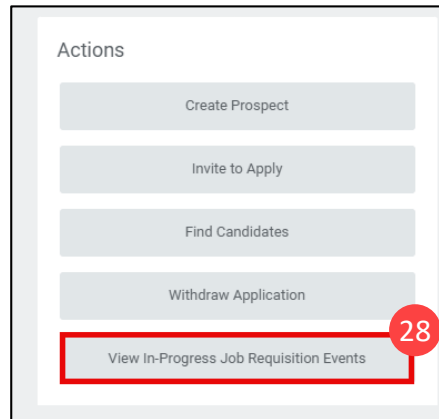 Actions
Create Prospect
Invite to Apply
Find Candidates
Withdraw Application
28
View In-Progress Job Requisition Events